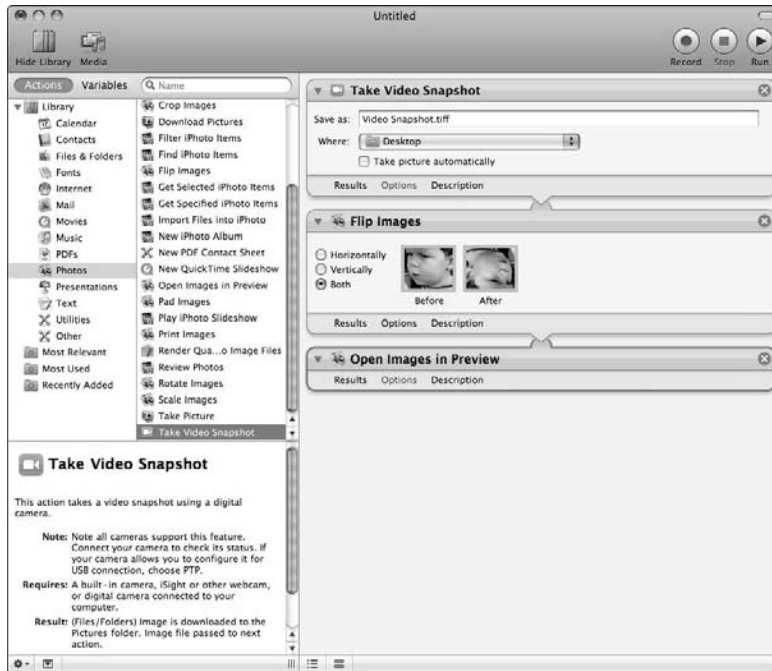 Untitled
Hide Library Media
Record Stop Run
Actions Variables Name
Library
Calendar
Contacts
Files & Folders
Fonts
Internet
Mail
Movies
Music
PDFs
Photos
Presentations
Text
Utilities
Other
Most Relevant
Most Used
Recently Added
Crop Images
Download Pictures
Filter iPhoto Items
Find iPhoto Items
Flip Images
Get Selected iPhoto Items
Get Specified iPhoto Items
Import Files into iPhoto
New iPhoto Album
New PDF Contact Sheet
New QuickTime Slideshow
Open Images in Preview
Pad Images
Play iPhoto Slideshow
Print Images
Render Qua...o Image Files
Review Photos
Rotate Images
Scale Images
Take Picture
Take Video Snapshot
Take Video Snapshot
This action takes a video snapshot using a digital
camera.
Note: Note all cameras support this feature.
Connect your camera to check its status. If
your camera allows you to configure it for
USB connection, choose PTP.
Requires: A built-in camera, iSight or other webcam,
or digital camera connected to your
computer.
Result: (Files/Folders) Image is downloaded to the
Pictures folder. Image file passed to next
action.
Take Video Snapshot
Save as: Video Snapshot.tiff
Where: Desktop
Take picture automatically
Results Options Description
Flip Images
Horizontally
Vertically
Both
Before After
Results Options Description
Open Images in Preview
Results Options Description